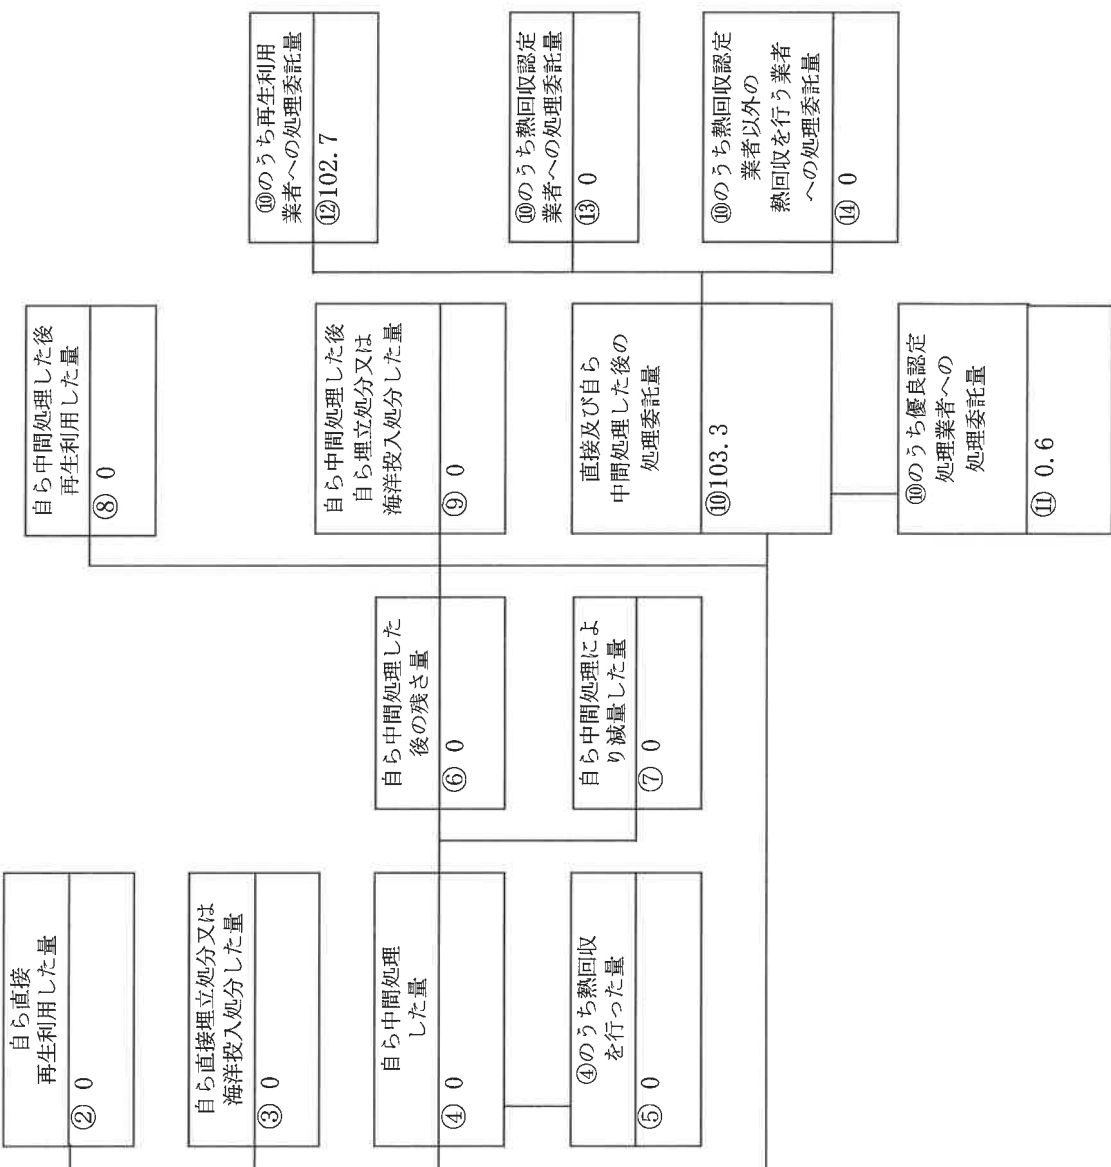 自ら直接
再生利用した量
② 0
自ら直接埋立処分又は
海洋投入処分した量
③ 0
自ら中間処理
した量
④ 0
④のうち熱回収
を行った量
⑤ 0
自ら中間処理した
後の残さ量
⑥ 0
自ら中間処理によ
り減量した量
⑦ 0
自ら中間処理した後
再生利用した量
⑧ 0
自ら中間処理した後
自ら埋立処分又は
海洋投入処分した量
⑨ 0
直接及び自ら
中間処理した後の
処理委託量
⑩103.3
⑩のうち優良認定
処理業者への
処理委託量
⑪ 0.6
⑩のうち再生利用
業者への処理委託量
⑫102.7
⑩のうち熱回収認定
業者への処理委託量
⑬ 0
⑩のうち熱回収認定
業者以外の
熱回収を行う業者
への処理委託量
⑭ 0